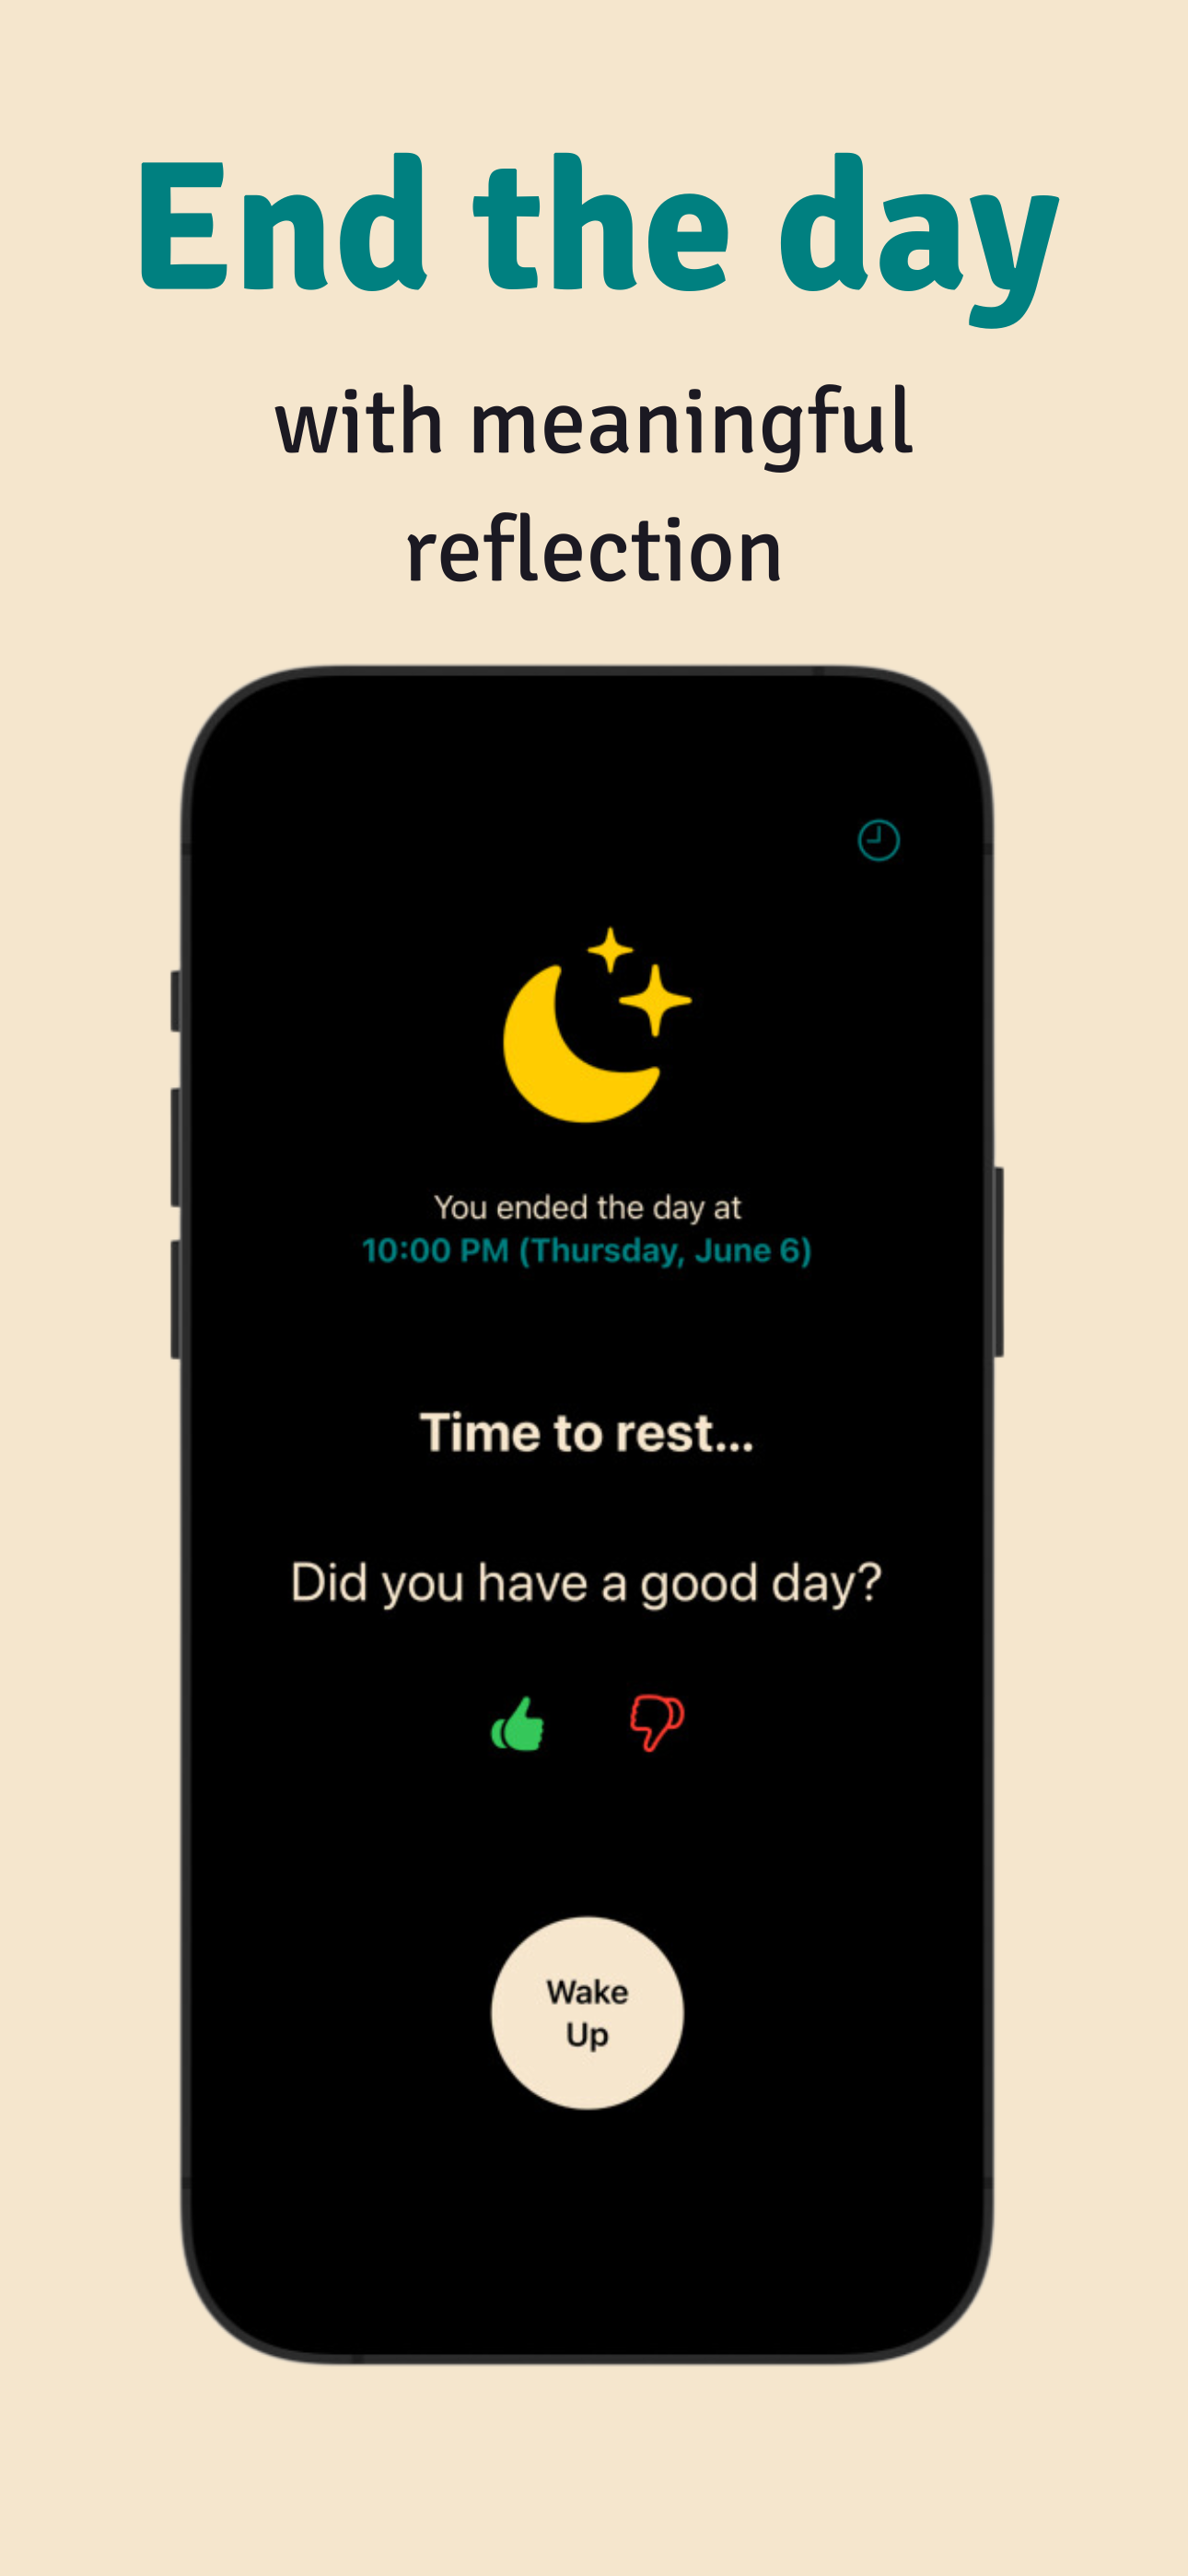 End the day
with meaningful
reflection
You ended the day at
10:00 PM (Thursday, June 6)
Time to rest...
Did you have a good day?
Wake
Up